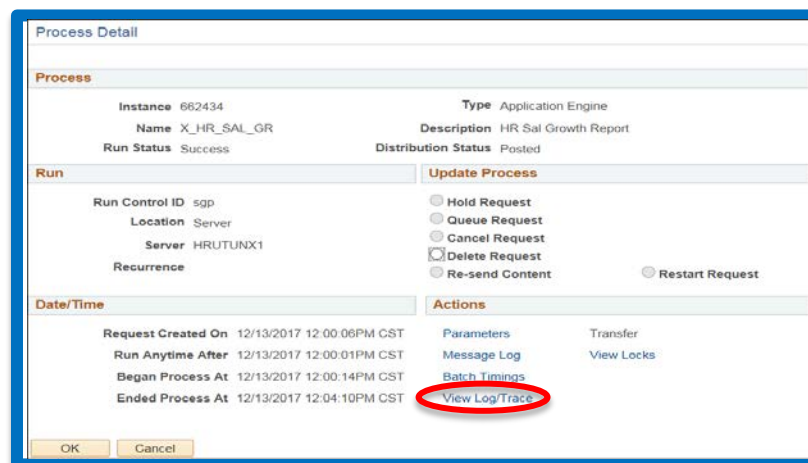 Process Detail
Process
Instance 662434 Type Application Engine
Name X_HR_SAL_GR Description HR Sal Growth Report
Run Status Success Distribution Status Posted
Run Update Process
Run Control ID sgp Hold Request
Location Server Queue Request
Server HRUTUNX1 Cancel Request
Recurrence Delete Request
Re-send Content Restart Request
Date/Time Actions
Request Created On 12/13/2017 12:00:06PM CST Parameters Transfer
Run Anytime After 12/13/2017 12:00:01PM CST Message Log View Locks
Began Process At 12/13/2017 12:00:14PM CST Batch Timings
Ended Process At 12/13/2017 12:04:10PM CST View Log/Trace
OK Cancel